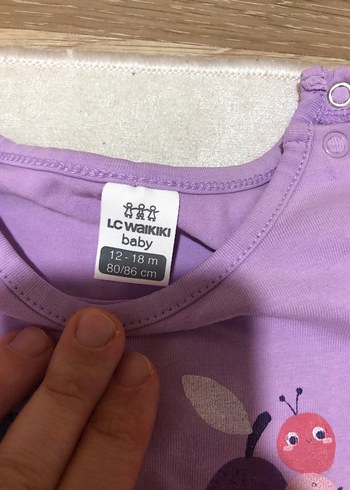 LC WAIKIKI
baby
12 - 18 m
80/86 cm